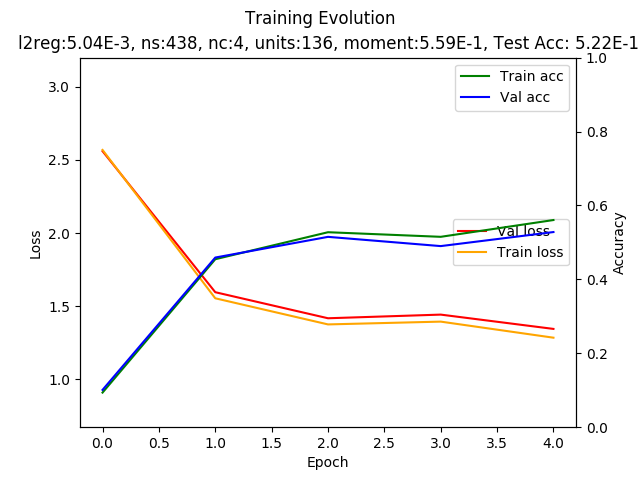 Training Evolution
l2reg:5.04E-3, ns:438, nc:4, units:136, moment:5.59E-1, Test Acc: 5.22E-1
Train acc
Val acc
Val loss
Train loss
Loss
3.0
2.5
2.0
1.5
1.0
Accuracy
1.0
0.8
0.6
0.4
0.2
0.0
0.0 0.5 1.0 1.5 2.0 2.5 3.0 3.5 4.0
Epoch